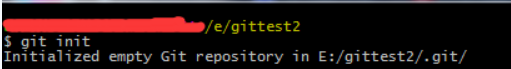 /e/gittest2
$ git init
Initialized empty Git repository in E:/gittest2/.git/